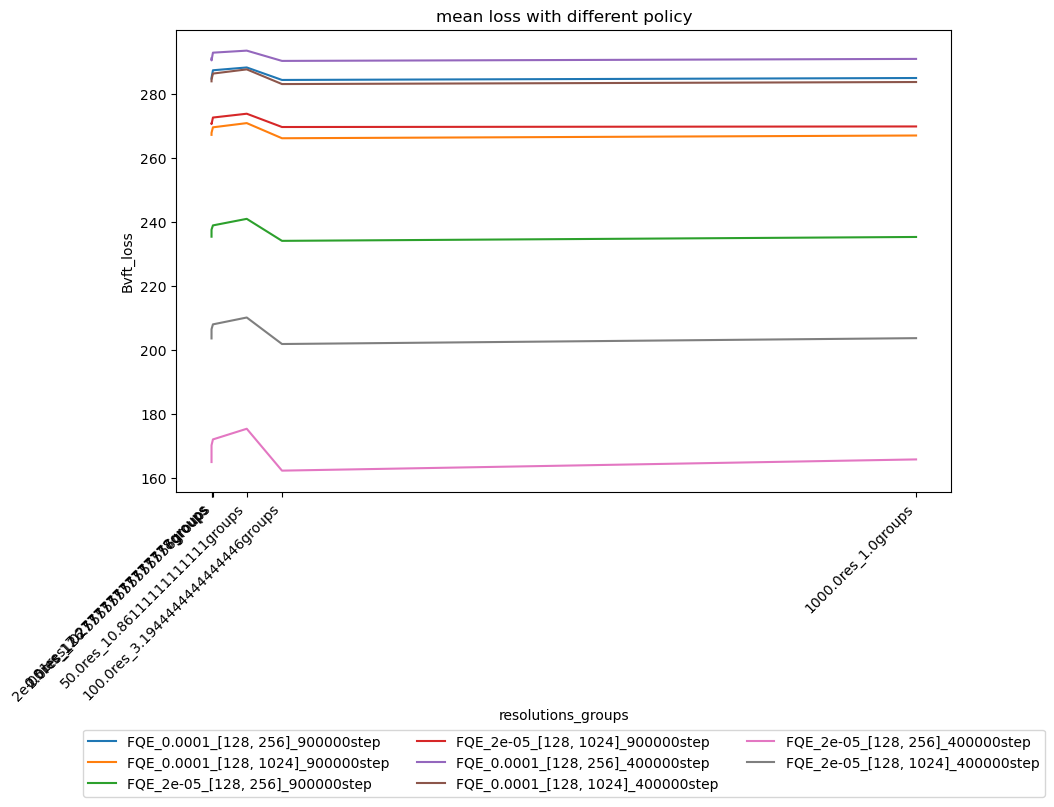 mean loss with different policy
Bvft_loss
280
260
240
220
200
180
160
50.0res_10.86111111111111groups
100.0res_3.1944444444444446groups
1000.0res_1.0groups
resolutions_groups
FQE_0.0001_[128, 256]_900000step
FQE_0.0001_[128, 1024]_900000step
FQE_2e-05_[128, 256]_900000step
FQE_2e-05_[128, 1024]_900000step
FQE_0.0001_[128, 256]_400000step
FQE_0.0001_[128, 1024]_400000step
FQE_2e-05_[128, 256]_400000step
FQE_2e-05_[128, 1024]_400000step